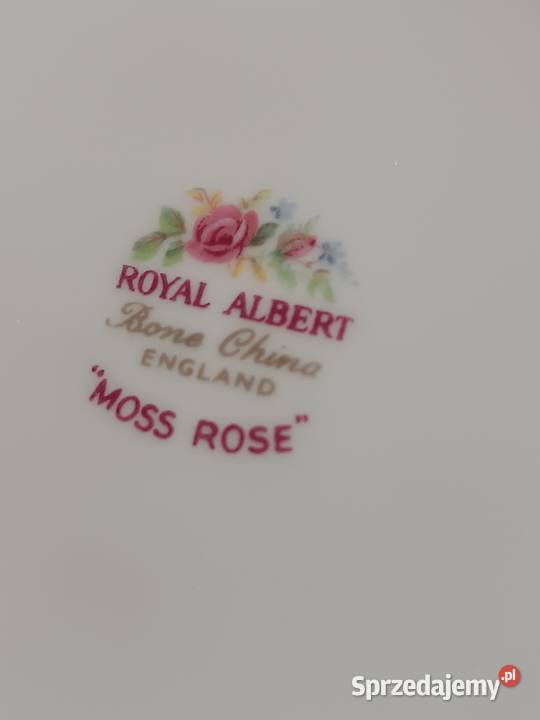 ROYAL ALBERT
Bone China
ENGLAND
"MOSS ROSE"
Sprzedajemy.pl